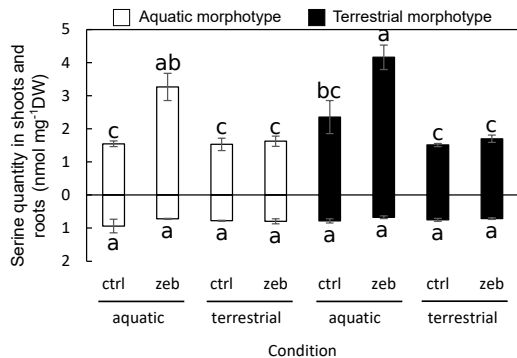 Aquatic morphotype Terrestrial morphotype
Serine quantity in shoots and
roots (nmol mg⁻¹DW)
5
4
3
2
1
0
1
2
c ab c c bc a c c
a a a a a a a a
ctrl zeb ctrl zeb ctrl zeb ctrl zeb
aquatic terrestrial aquatic terrestrial
Condition